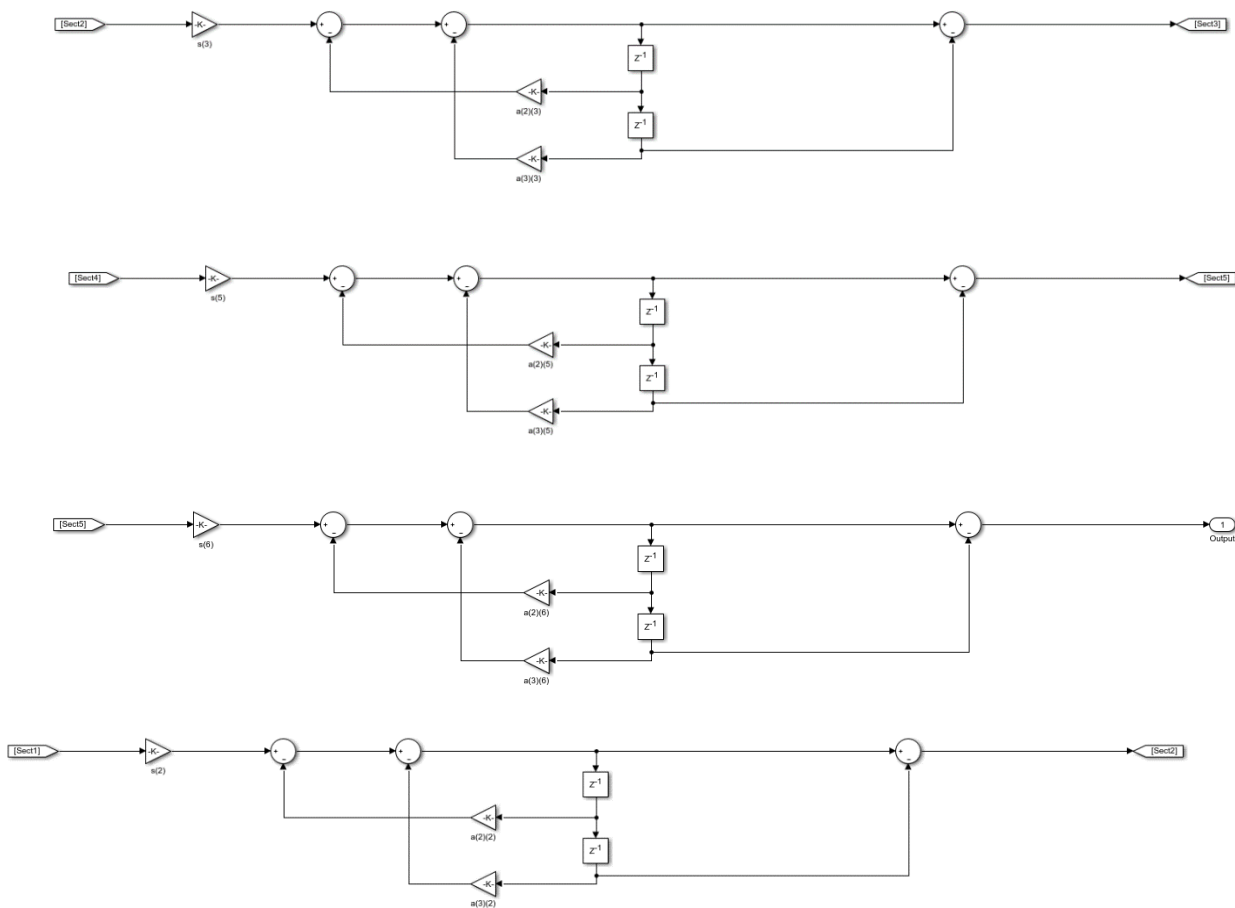 [Sect2]
-K-
s(3)
+
-
+
-
+
-
[Sect3]
Z-1
-K-
a(2)(3)
Z-1
-K-
a(3)(3)
[Sect4]
-K-
s(5)
+
-
+
-
+
-
[Sect5]
Z-1
-K-
a(2)(5)
Z-1
-K-
a(3)(5)
[Sect5]
-K-
s(6)
+
-
+
-
+
-
1
Output
Z-1
-K-
a(2)(6)
Z-1
-K-
a(3)(6)
[Sect1]
-K-
s(2)
+
-
+
-
+
-
[Sect2]
Z-1
-K-
a(2)(2)
Z-1
-K-
a(3)(2)